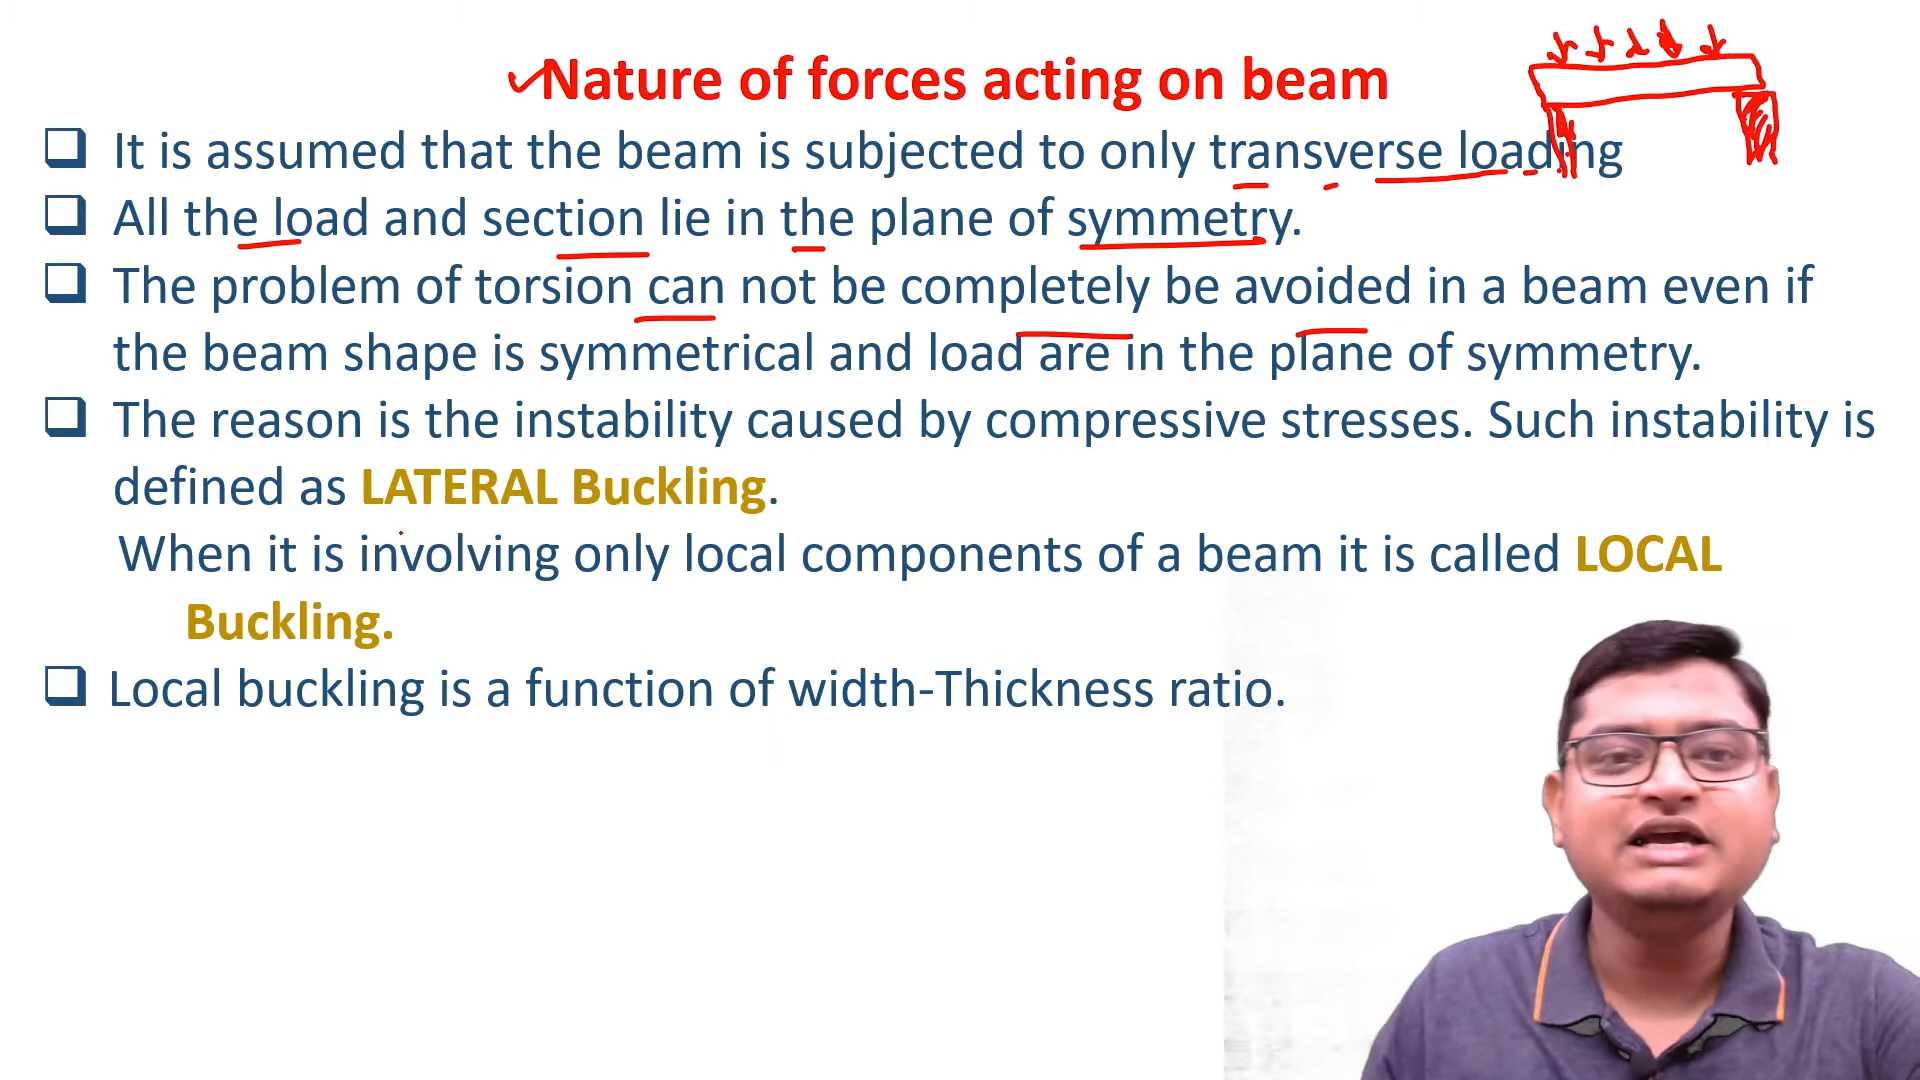 Nature of forces acting on beam
It is assumed that the beam is subjected to only transverse loading
All the load and section lie in the plane of symmetry.
The problem of torsion can not be completely be avoided in a beam even if
the beam shape is symmetrical and load are in the plane of symmetry.
The reason is the instability caused by compressive stresses. Such instability is
defined as LATERAL Buckling.
When it is involving only local components of a beam it is called LOCAL
Buckling.
Local buckling is a function of width-Thickness ratio.